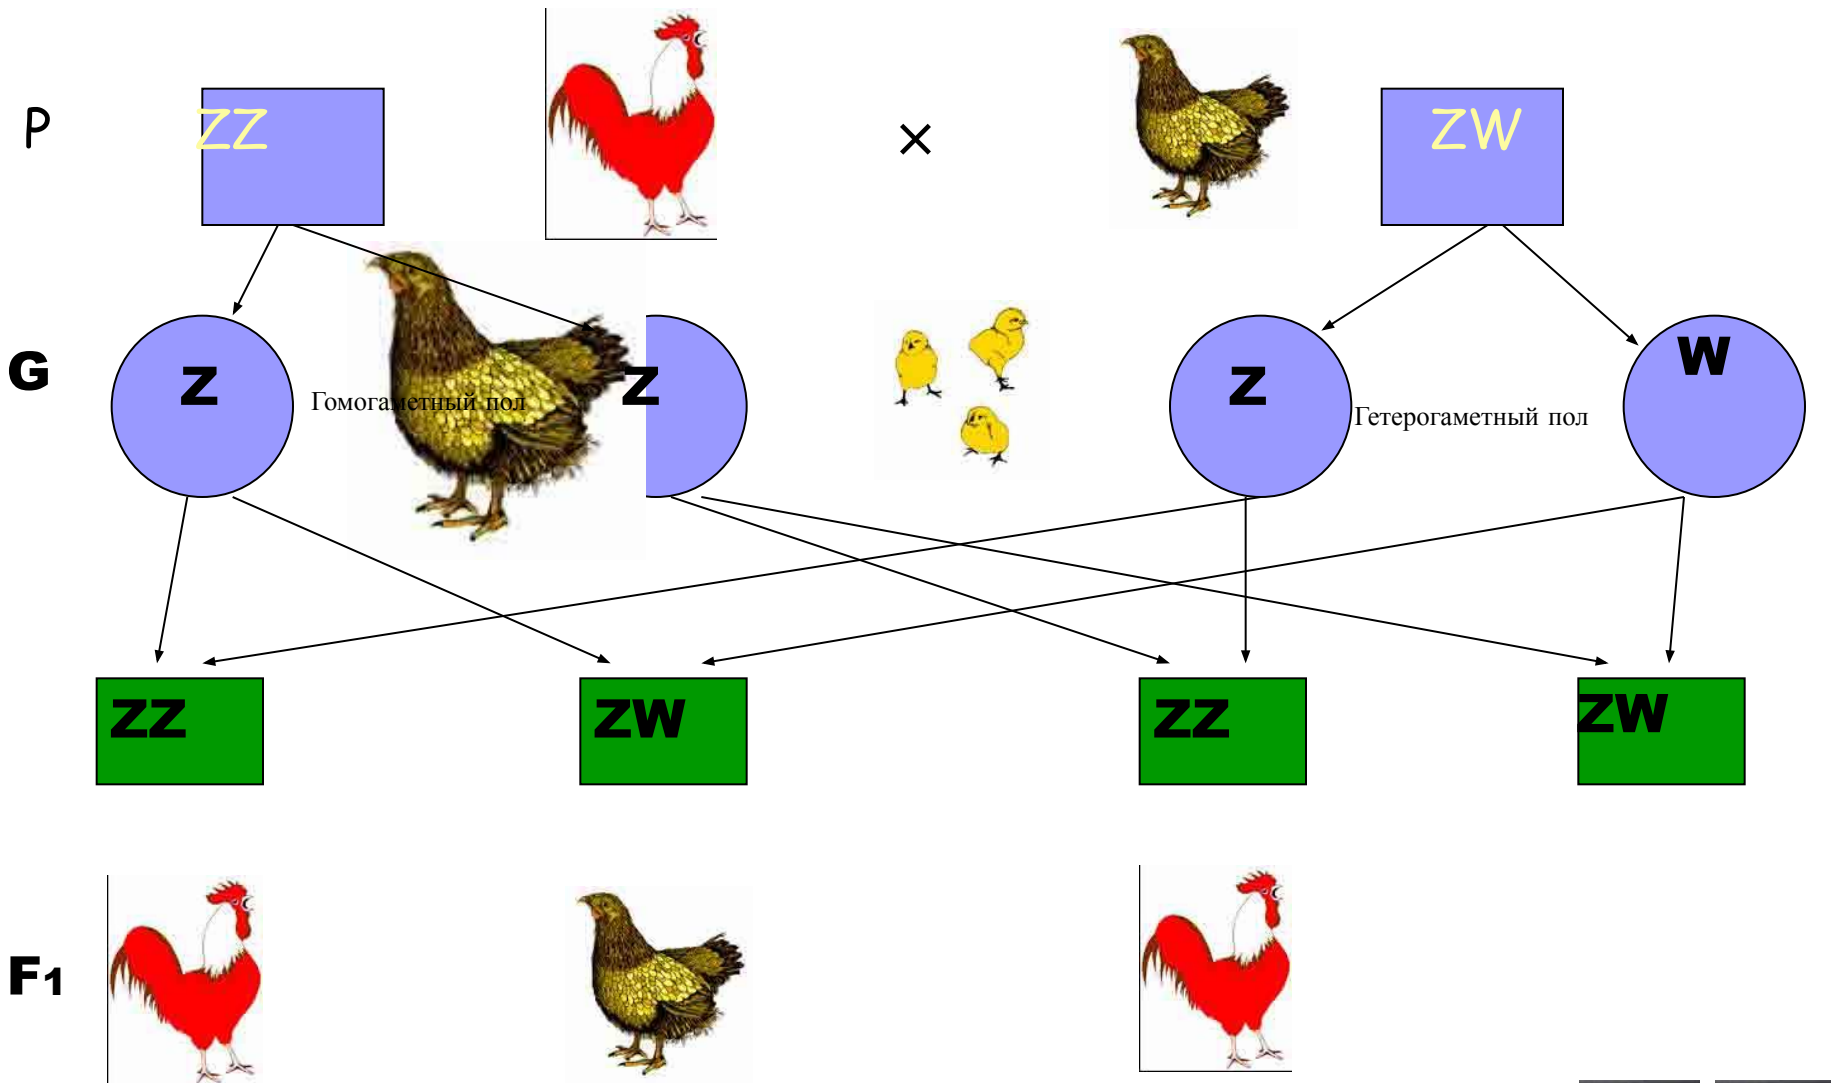 P ZZ × ZW
G Z Гомогаметный пол Z Z Гетерогаметный пол W
ZZ ZW ZZ ZW
F1